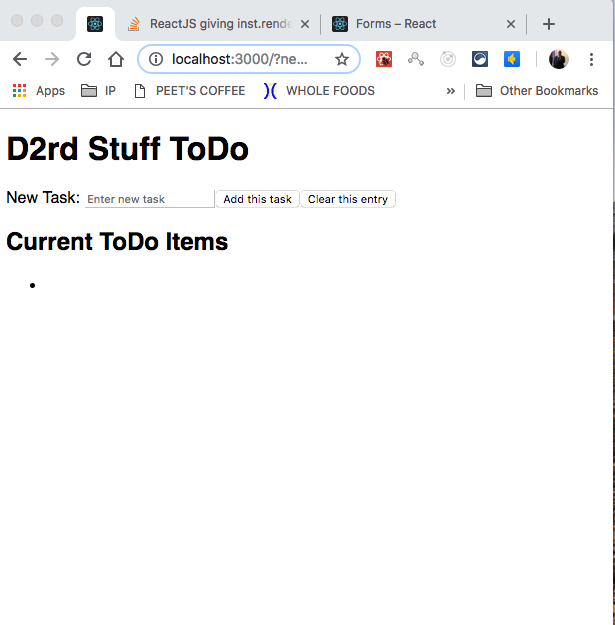 ReactJS giving inst.rende
Forms – React
localhost:3000/?ne...
Apps IP PEET'S COFFEE WHOLE FOODS » Other Bookmarks
D2rd Stuff ToDo
New Task: Enter new task Add this task Clear this entry
Current ToDo Items